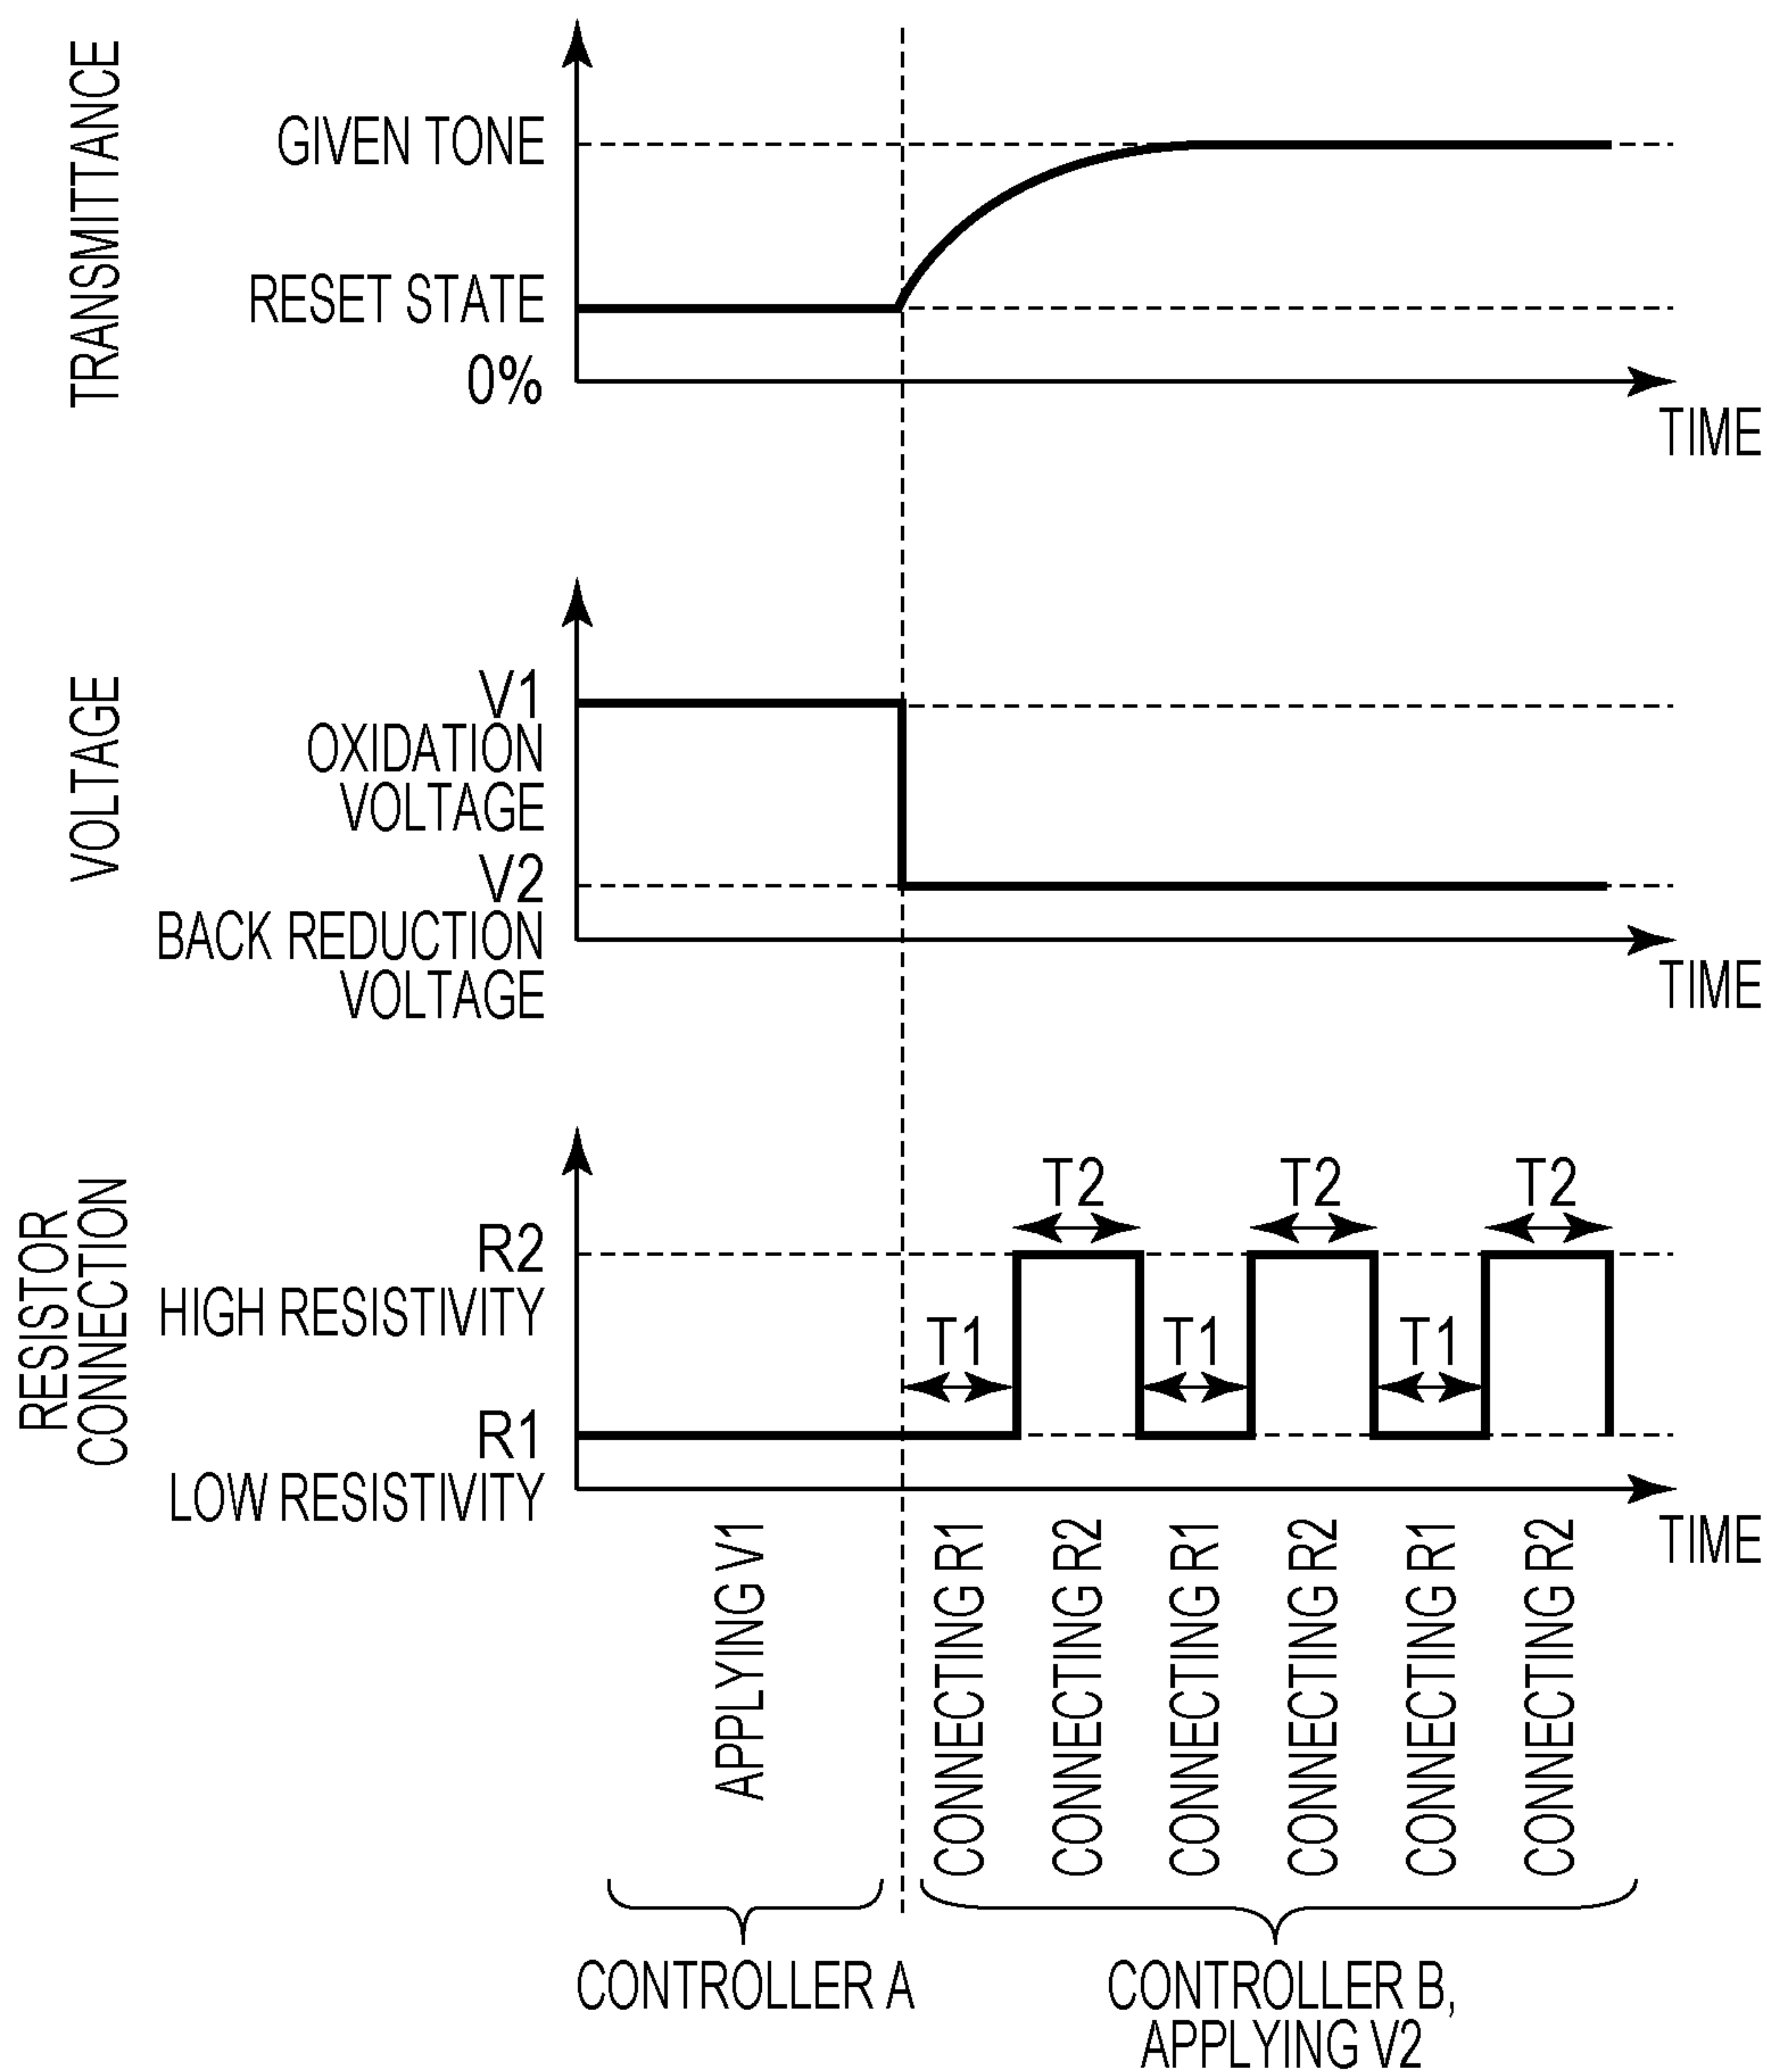 TRANSMITTANCE
GIVEN TONE
RESET STATE
0%
TIME
VOLTAGE
V1
OXIDATION
VOLTAGE
V2
BACK REDUCTION
VOLTAGE
TIME
RESISTOR
CONNECTION
R2
HIGH RESISTIVITY
R1
LOW RESISTIVITY
T2
T2
T2
T1
T1
T1
TIME
APPLYING V1
CONNECTING R1
CONNECTING R2
CONNECTING R1
CONNECTING R2
CONNECTING R1
CONNECTING R2
CONTROLLER A
CONTROLLER B,
APPLYING V2